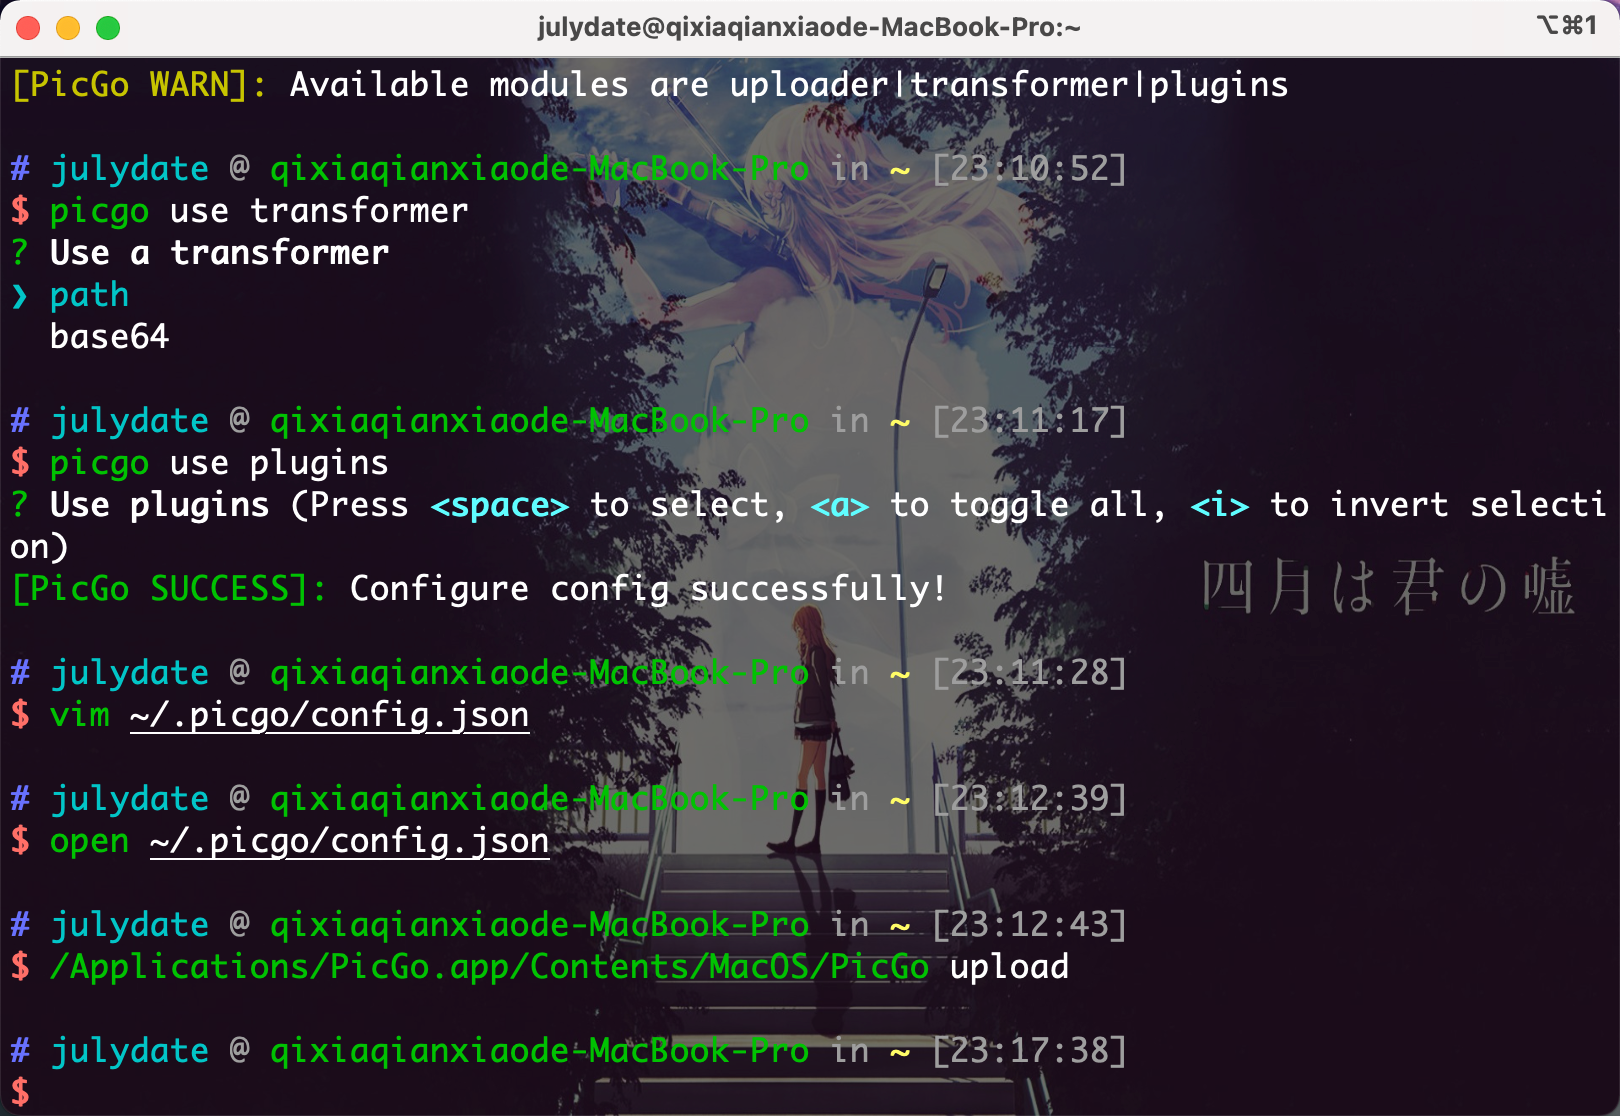 julydate@qixiaqianxiaode-MacBook-Pro:~
⌥⌘1
[PicGo WARN]: Available modules are uploader|transformer|plugins
# julydate @ qixiaqianxiaode-MacBook-Pro in ~ [23:10:52]
$ picgo use transformer
? Use a transformer
❯ path
base64
# julydate @ qixiaqianxiaode-MacBook-Pro in ~ [23:11:17]
$ picgo use plugins
? Use plugins (Press <space> to select, <a> to toggle all, <i> to invert selecti
on)
[PicGo SUCCESS]: Configure config successfully!
四月は君の嘘
# julydate @ qixiaqianxiaode-MacBook-Pro in ~ [23:11:28]
$ vim ~/.picgo/config.json
# julydate @ qixiaqianxiaode-MacBook-Pro in ~ [23:12:39]
$ open ~/.picgo/config.json
# julydate @ qixiaqianxiaode-MacBook-Pro in ~ [23:12:43]
$ /Applications/PicGo.app/Contents/MacOS/PicGo upload
# julydate @ qixiaqianxiaode-MacBook-Pro in ~ [23:17:38]
$